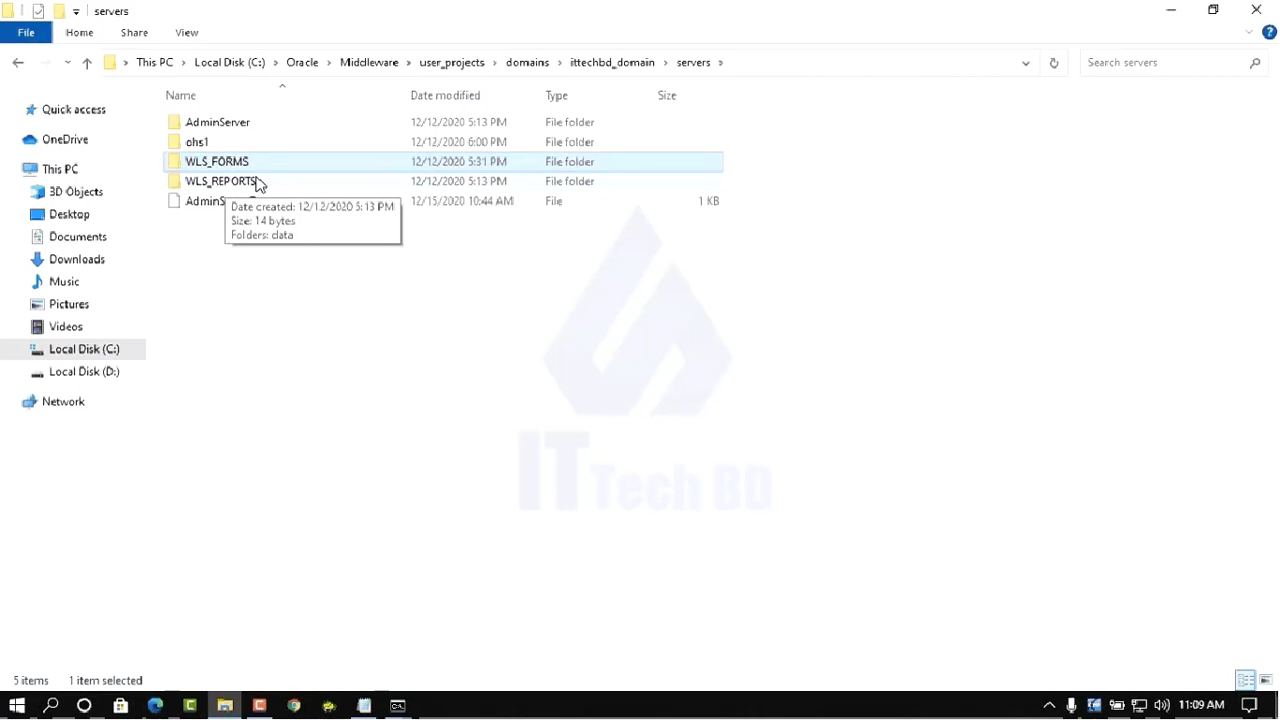 servers
File Home Share View
This PC Local Disk (C:) Oracle Middleware user_projects domains ittechbd_domain servers Search servers
Name Date modified Type Size
Quick access
OneDrive
This PC
3D Objects
Desktop
Documents
Downloads
Music
Pictures
Videos
Local Disk (C:)
Local Disk (D:)
Network
AdminServer 12/12/2020 5:13 PM File folder
ohs1 12/12/2020 6:00 PM File folder
WLS_FORMS 12/12/2020 5:31 PM File folder
WLS_REPORTS 12/12/2020 5:13 PM File folder
12/15/2020 10:44 AM File 1 KB
Date created: 12/12/2020 5:13 PM
Size: 14 bytes
Folders: data
IT Tech BD
5 items 1 item selected
11:09 AM